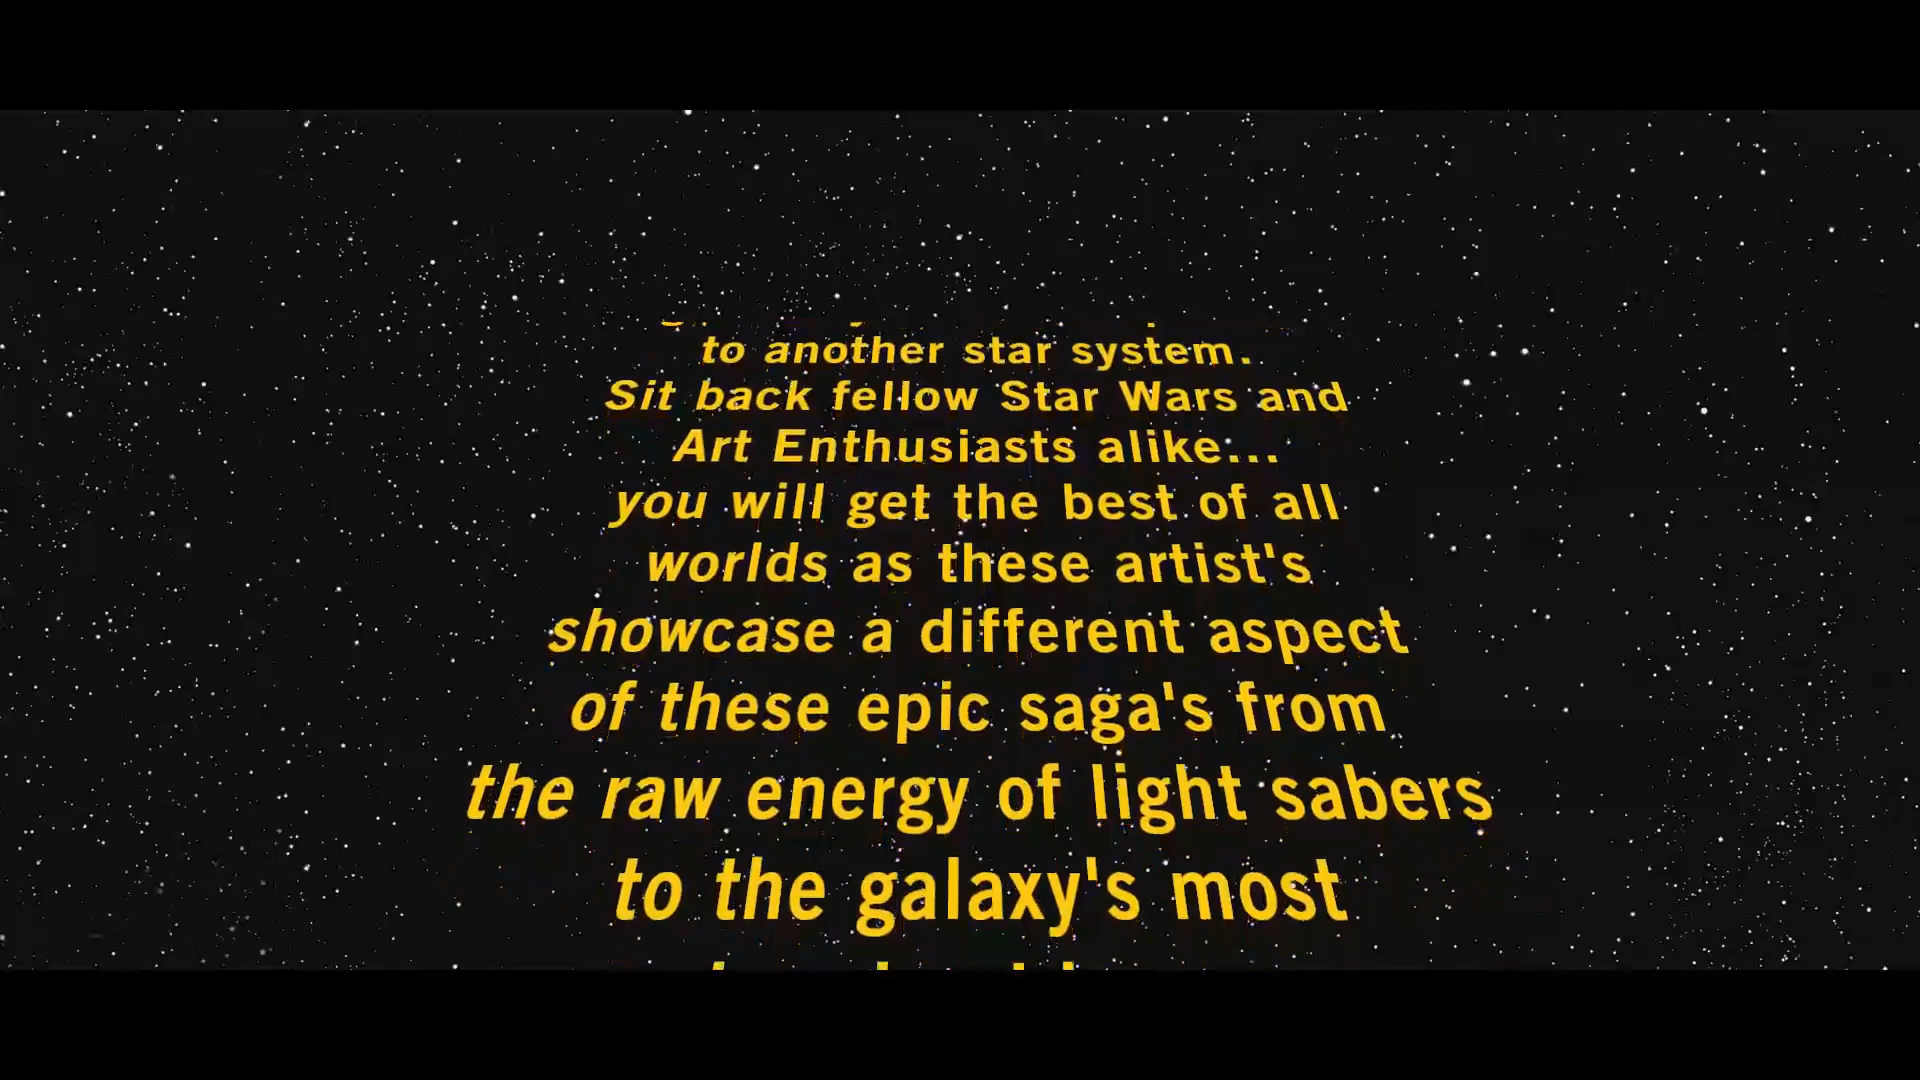 to another star system.
Sit back fellow Star Wars and
Art Enthusiasts alike...
you will get the best of all
worlds as these artist's
showcase a different aspect
of these epic saga's from
the raw energy of light sabers
to the galaxy's most